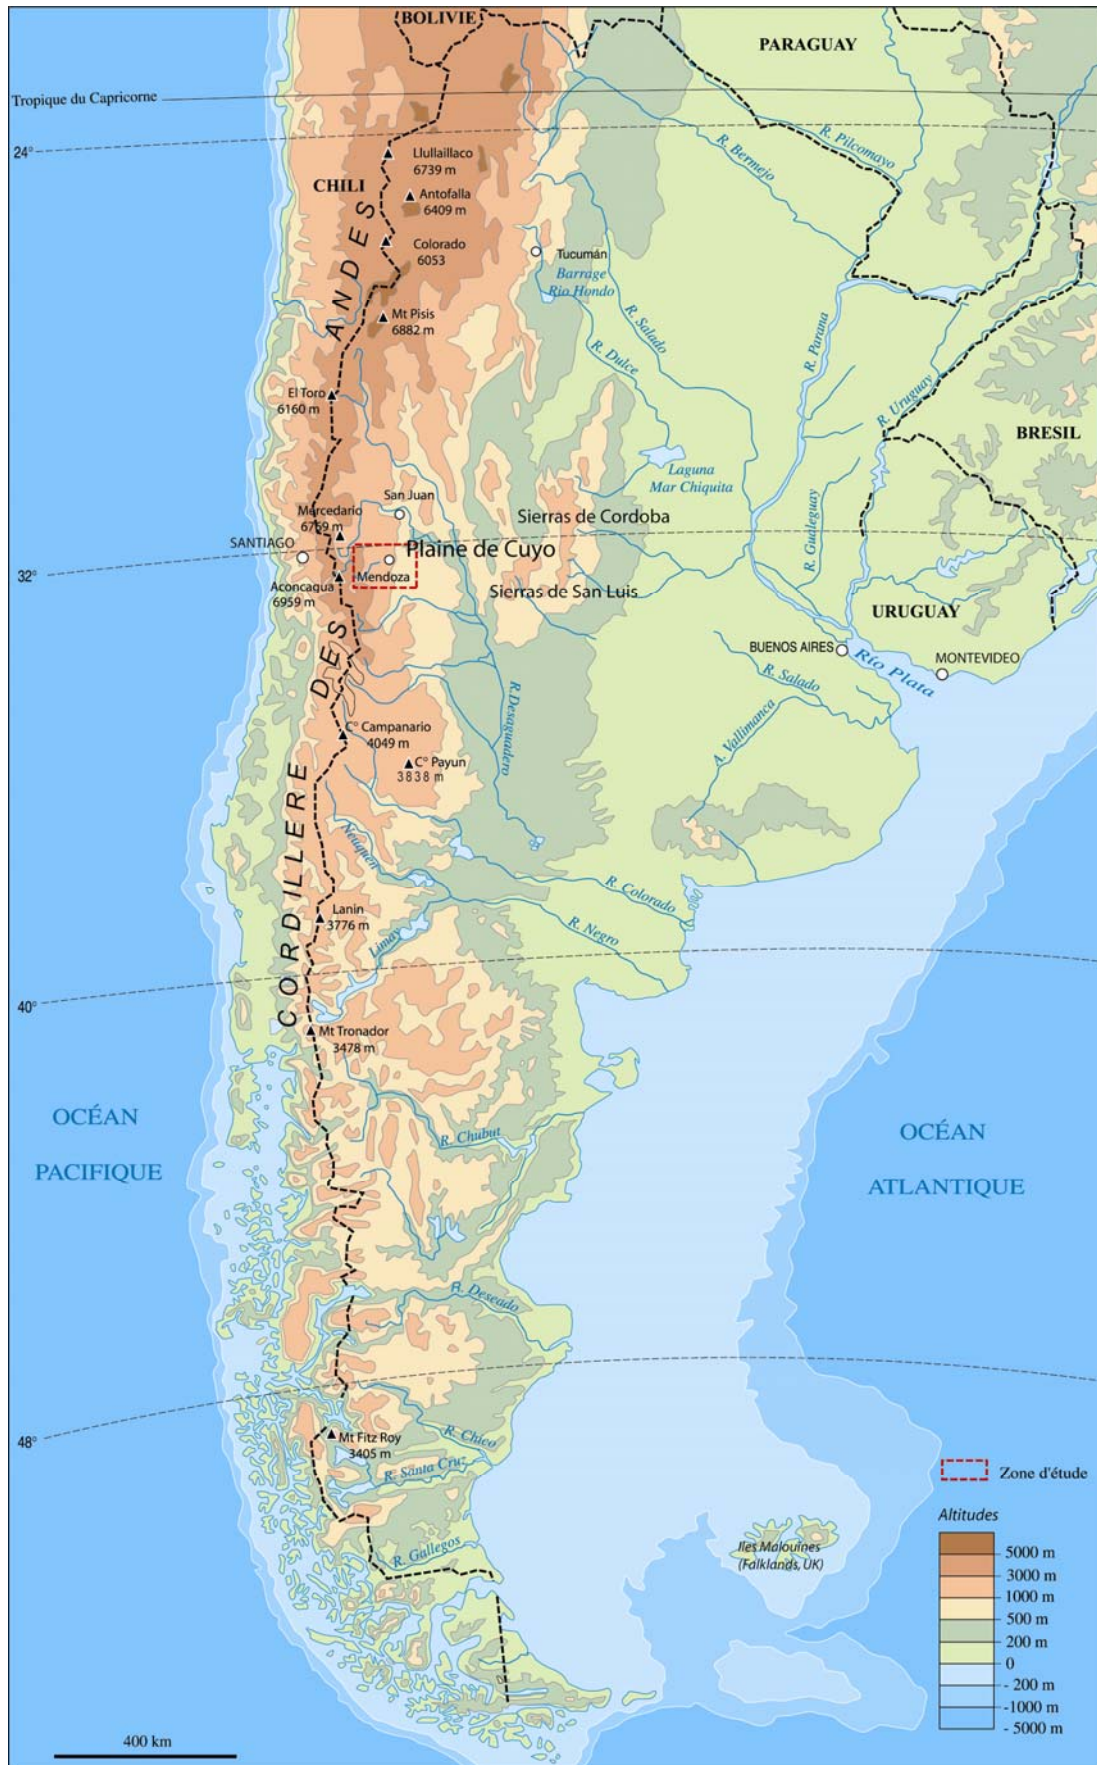 BOLIVIE
PARAGUAY
Tropique du Capricorne
24°
R. Pilcomayo
R. Bermejo
Llullaillaco
6739 m
CHILI
Antofalla
6409 m
Colorado
6053
Tucumán
Barrage
Rio Hondo
Mt Pisis
6882 m
R. Salado
R. Dulce
R. Parana
El Toro
6160 m
R. Uruguay
BRESIL
Laguna
Mar Chiquita
San Juan
R. Gualeguay
Mercedario
6769 m
Sierras de Cordoba
SANTIAGO
Plaine de Cuyo
32°
Mendoza
Aconcagua
6959 m
Sierras de San Luis
URUGUAY
BUENOS AIRES
Río Plata
MONTEVIDEO
R. Salado
A. Vallimanca
R.Desaguadero
C° Campanario
4049 m
C° Payun
3838 m
CORDILLERE DES ANDES
Neuquen
R. Colorado
Lanin
3776 m
R. Negro
Limay
40°
Mt Tronador
3478 m
OCÉAN
PACIFIQUE
R. Chubut
OCÉAN
ATLANTIQUE
R. Deseado
48°
Mt Fitz Roy
3405 m
R. Chico
R. Santa Cruz
Zone d'étude
R. Gallegos
Iles Malouines
(Falklands, UK)
Altitudes
5000 m
3000 m
1000 m
500 m
200 m
0
- 200 m
-1000 m
- 5000 m
400 km